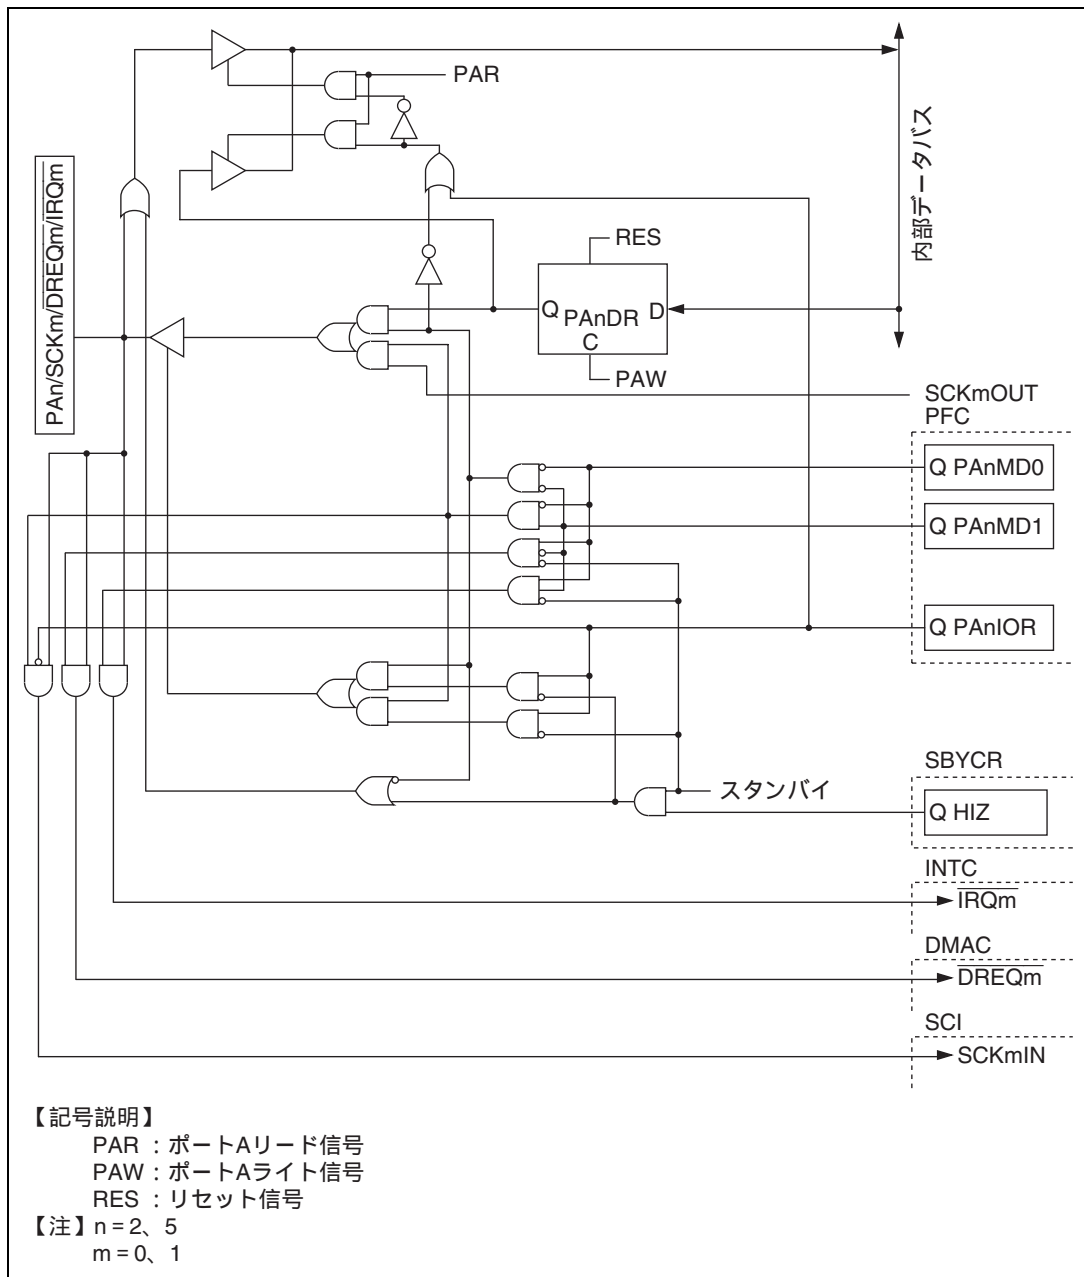 PAR
内部データバス
PAn/SCKm/DREQm/IRQm
RES
Q PAnDR D
C
PAW
SCKmOUT
PFC
Q PAnMD0
Q PAnMD1
Q PAnIOR
SBYCR
スタンバイ
Q HIZ
INTC
IRQm
DMAC
DREQm
SCI
SCKmIN
【記号説明】
PAR : ポートAリード信号
PAW : ポートAライト信号
RES : リセット信号
【注】n = 2、5
m = 0、1